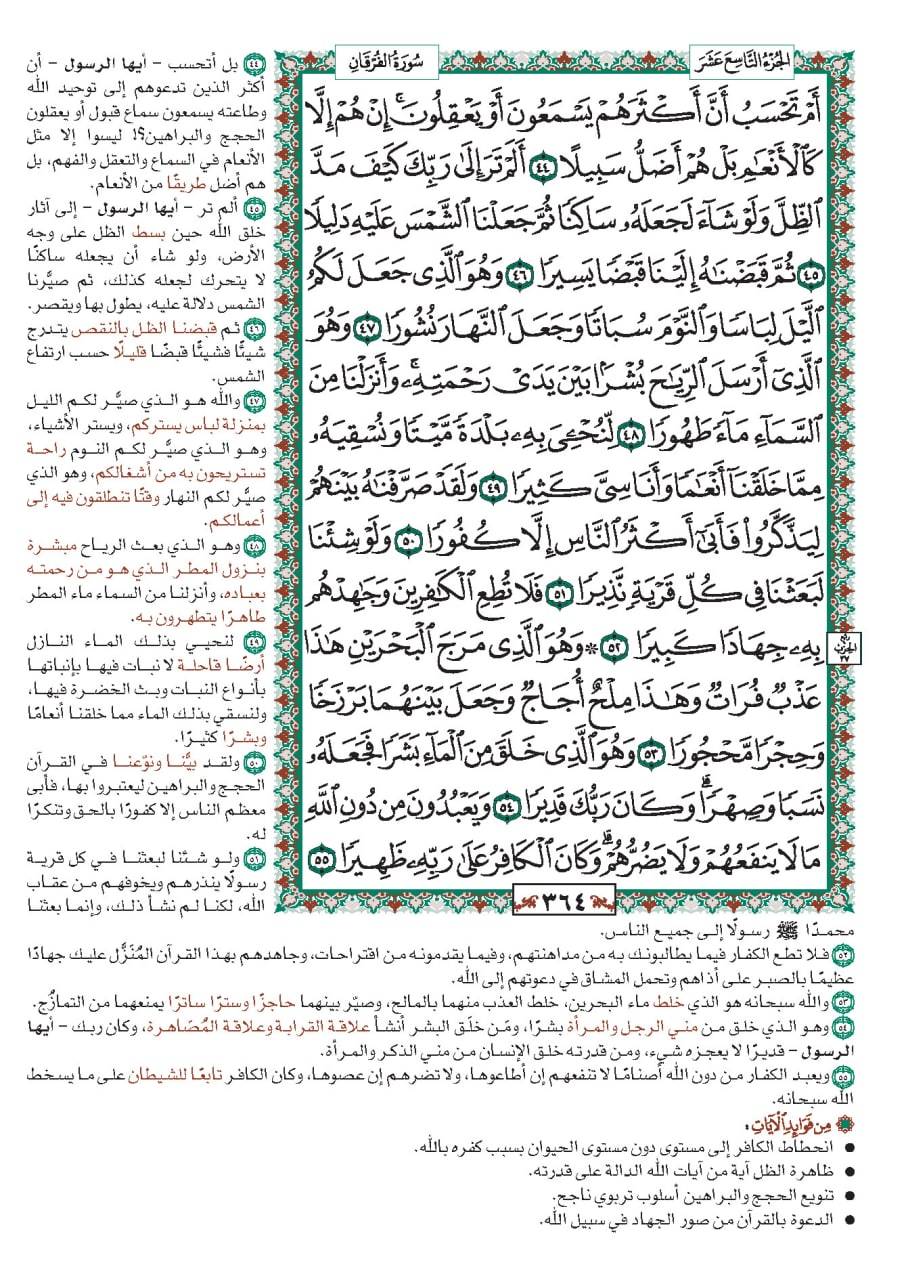 الجزء التاسع عشر
سورة الفرقان
أَمْ تَحْسَبُ أَنَّ أَكْثَرَهُمْ يَسْمَعُونَ أَوْ يَعْقِلُونَۚ إِنْ هُمْ إِلَّا
كَالْأَنْعَامِ بَلْ هُمْ أَضَلُّ سَبِيلًا ٤٤ أَلَمْ تَرَ إِلَىٰ رَبِّكَ كَيْفَ مَدَّ
الظِّلَّ وَلَوْ شَاءَ لَجَعَلَهُۥ سَاكِنًا ثُمَّ جَعَلْنَا الشَّمْسَ عَلَيْهِ دَلِيلًا
٤٥ ثُمَّ قَبَضْنَاهُ إِلَيْنَا قَبْضًا يَسِيرًا ٤٦ وَهُوَ الَّذِي جَعَلَ لَكُمُ
اللَّيْلَ لِبَاسًا وَالنَّوْمَ سُبَاتًا وَجَعَلَ النَّهَارَ نُشُورًا ٤٧ وَهُوَ
الَّذِي أَرْسَلَ الرِّيَاحَ بُشْرًا بَيْنَ يَدَيْ رَحْمَتِهِۦۚ وَأَنْزَلْنَا مِنَ
السَّمَاءِ مَاءً طَهُورًا ٤٨ لِّنُحْۦِيَ بِهِۦ بَلْدَةً مَّيْتًا وَنُسْقِيَهُۥ
مِمَّا خَلَقْنَا أَنْعَامًا وَأَنَاسِيَّ كَثِيرًا ٤٩ وَلَقَدْ صَرَّفْنَاهُ بَيْنَهُمْ
لِيَذَّكَّرُوا فَأَبَىٰ أَكْثَرُ النَّاسِ إِلَّا كُفُورًا ٥٠ وَلَوْ شِئْنَا
لَبَعَثْنَا فِي كُلِّ قَرْيَةٍ نَّذِيرًا ٥١ فَلَا تُطِعِ الْكَافِرِينَ وَجَاهِدْهُم
بِهِۦ جِهَادًا كَبِيرًا ٥٢ ۞ وَهُوَ الَّذِي مَرَجَ الْبَحْرَيْنِ هَٰذَا
عَذْبٌ فُرَاتٌ وَهَٰذَا مِلْحٌ أُجَاجٌ وَجَعَلَ بَيْنَهُمَا بَرْزَخًا
وَحِجْرًا مَّحْجُورًا ٥٣ وَهُوَ الَّذِي خَلَقَ مِنَ الْمَاءِ بَشَرًا فَجَعَلَهُۥ
نَسَبًا وَصِهْرًاۗ وَكَانَ رَبُّكَ قَدِيرًا ٥٤ وَيَعْبُدُونَ مِن دُونِ اللَّهِ
مَا لَا يَنفَعُهُمْ وَلَا يَضُرُّهُمْۗ وَكَانَ الْكَافِرُ عَلَىٰ رَبِّهِۦ ظَهِيرًا ٥٥
٣٦٤
٤٤ بل أتحسب – أيها الرسول – أن
أكثر الذين تدعوهم إلى توحيد الله
وطاعته يسمعون سماع قبول أو يعقلون
الحجج والبراهين؟! ليسوا إلا مثل
الأنعام في السماع والتعقل والفهم، بل
هم أضل طريقًا من الأنعام.
٤٥ ألم تر – أيها الرسول – إلى آثار
خلق الله حين بسط الظل على وجه
الأرض، ولو شاء أن يجعله ساكنًا
لا يتحرك لجعله كذلك، ثم صيَّرنا
الشمس دلالة عليه، يطول بها ويقصر.
٤٦ ثم قبضنا الظل بالنقص يتدرج
شيئًا فشيئًا قبضًا قليلًا حسب ارتفاع
الشمس.
٤٧ والله هو الذي صيَّر لكم الليل
بمنزلة لباس يستركم، ويستر الأشياء،
وهو الذي صيَّر لكم النوم راحة
تستريحون به من أشغالكم، وهو الذي
صيَّر لكم النهار وقتًا تنطلقون فيه إلى
أعمالكم.
٤٨ وهو الذي بعث الرياح مبشرة
بنزول المطر الذي هو من رحمته
بعباده، وأنزلنا من السماء ماء المطر
طاهرًا يتطهرون به.
٤٩ لنحيي بذلك الماء النازل
أرضًا قاحلة لا نبات فيها بإنباتها
بأنواع النبات وبث الخضرة فيها،
ولنسقي بذلك الماء مما خلقنا أنعامًا
وبشرًا كثيرًا.
٥٠ ولقد بيَّنا ونوّعنا في القرآن
الحجج والبراهين ليعتبروا بها، فأبى
معظم الناس إلا كفورًا بالحق وتنكرًا
له.
٥١ ولو شئنا لبعثنا في كل قرية
رسولًا ينذرهم ويخوفهم من عقاب
الله، لكنا لم نشأ ذلك، وإنما بعثنا
محمدًا ﷺ رسولًا إلى جميع الناس.
٥٢ فلا تطع الكفار فيما يطالبونك به من مداهنتهم، وفيما يقدمونه من اقتراحات، وجاهدهم بهذا القرآن المُنَزَّل عليك جهادًا
عظيمًا بالصبر على أذاهم وتحمل المشاق في دعوتهم إلى الله.
٥٣ والله سبحانه هو الذي خلط ماء البحرين، خلط العذب منهما بالمالح، وصيّر بينهما حاجزًا وسترًا ساترًا يمنعهما من التمازُج.
٥٤ وهو الذي خلق من مني الرجل والمرأة بشرًا، ومَن خلَق البشر أنشأ علاقة القرابة وعلاقة المُصَاهرة، وكان ربك – أيها
الرسول – قديرًا لا يعجزه شيء، ومن قدرته خلق الإنسان من مني الذكر والمرأة.
٥٥ ويعبد الكفار من دون الله أصنامًا لا تنفعهم إن أطاعوها، ولا تضرهم إن عصوها، وكان الكافر تابعًا للشيطان على ما يسخط
الله سبحانه.
مِن فَوَائِدِ الْآيَاتِ:
● انحطاط الكافر إلى مستوى دون مستوى الحيوان بسبب كفره بالله.
● ظاهرة الظل آية من آيات الله الدالة على قدرته.
● تنويع الحجج والبراهين أسلوب تربوي ناجح.
● الدعوة بالقرآن من صور الجهاد في سبيل الله.